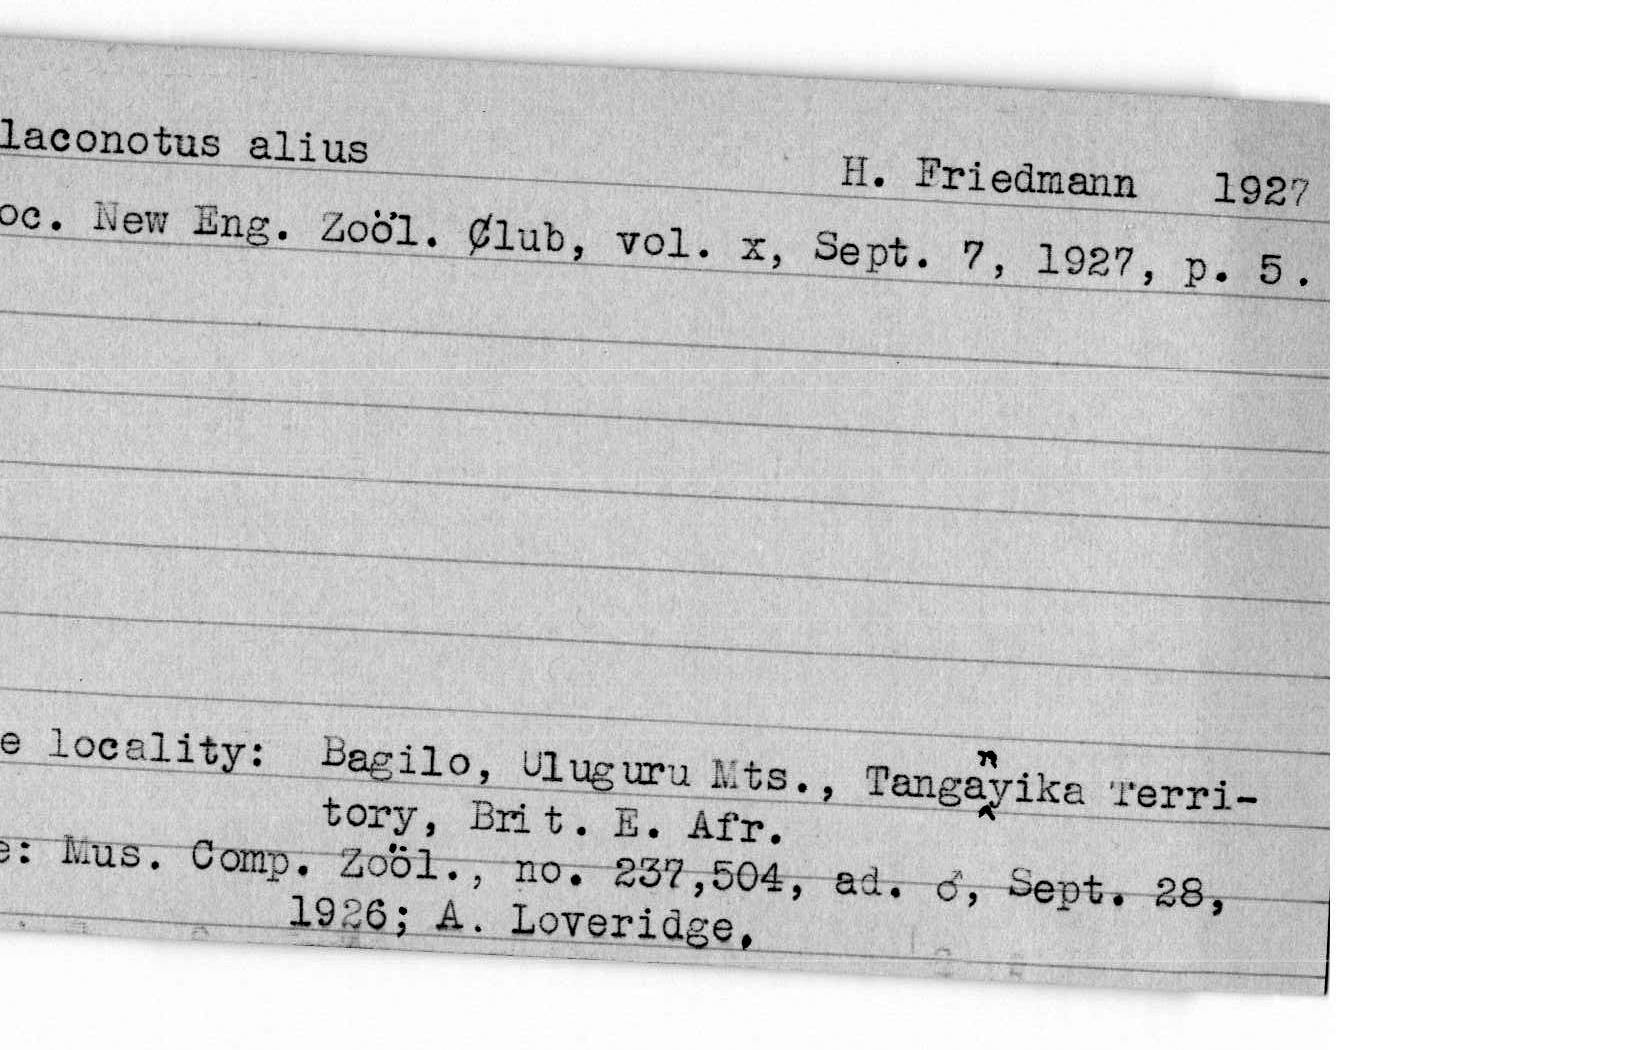 laconotus alius H. Friedmann 1927
oc. New Eng. Zoöl. Club, vol. x, Sept. 7, 1927, p. 5.
e locality: Bagilo, Uluguru Mts., Tanganyika Terri-
tory, Brit. E. Afr.
e: Mus. Comp. Zoöl., no. 237,504, ad. ♂, Sept. 28,
1926; A. Loveridge.